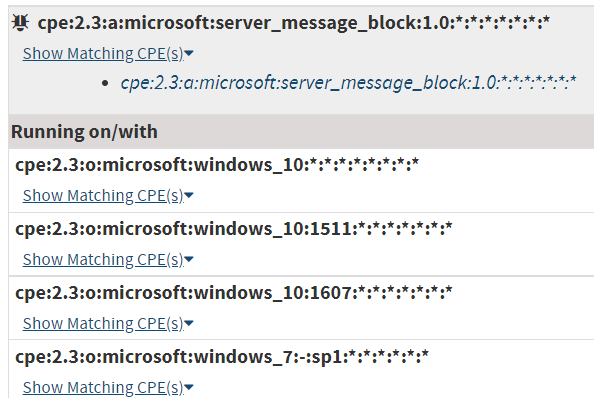 cpe:2.3:a:microsoft:server_message_block:1.0:*:*:*:*:*:*:*
Show Matching CPE(s)
cpe:2.3:a:microsoft:server_message_block:1.0:*:*:*:*:*:*:*
Running on/with
cpe:2.3:o:microsoft:windows_10:*:*:*:*:*:*:*:*
Show Matching CPE(s)
cpe:2.3:o:microsoft:windows_10:1511:*:*:*:*:*:*:*
Show Matching CPE(s)
cpe:2.3:o:microsoft:windows_10:1607:*:*:*:*:*:*:*
Show Matching CPE(s)
cpe:2.3:o:microsoft:windows_7:-:sp1:*:*:*:*:*:*
Show Matching CPE(s)